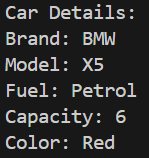 Car Details:
Brand: BMW
Model: X5
Fuel: Petrol
Capacity: 6
Color: Red